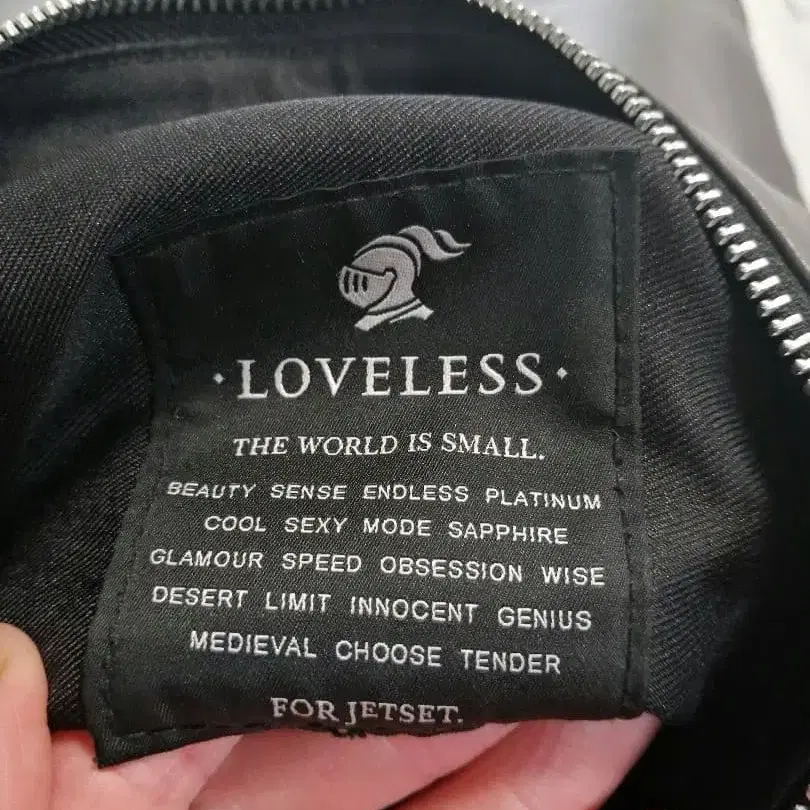 ·LOVELESS·
THE WORLD IS SMALL.
BEAUTY SENSE ENDLESS PLATINUM
COOL SEXY MODE SAPPHIRE
GLAMOUR SPEED OBSESSION WISE
DESERT LIMIT INNOCENT GENIUS
MEDIEVAL CHOOSE TENDER
FOR JETSET.